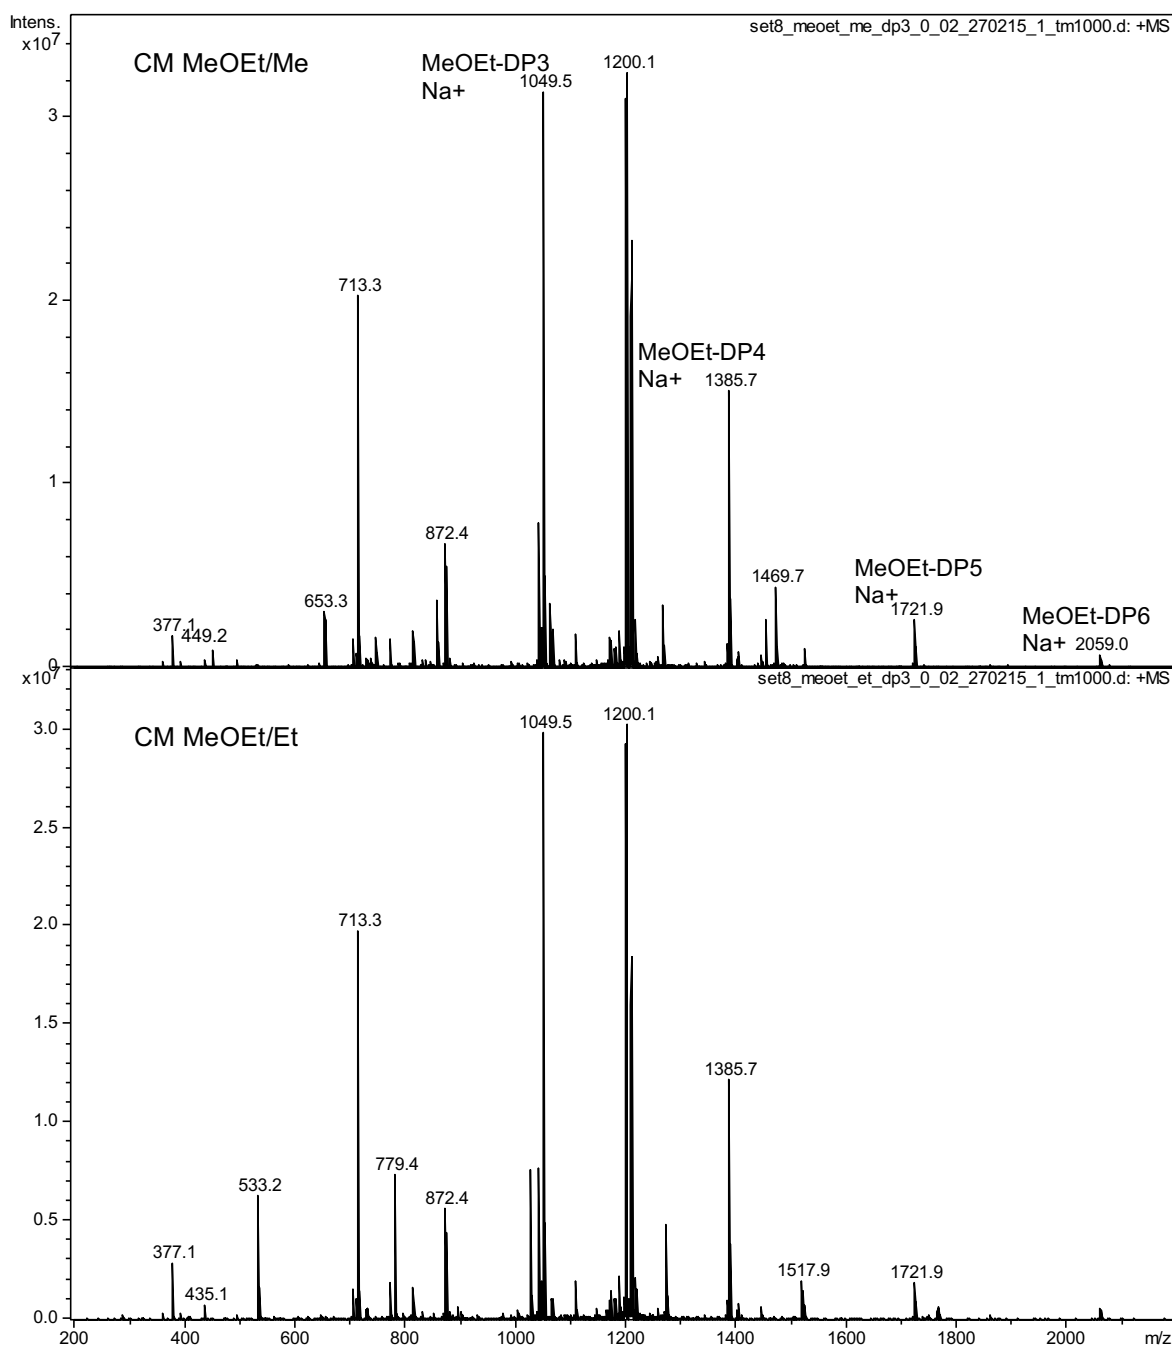 Intens.
x10⁷
set8_meoet_me_dp3_0_02_270215_1_tm1000.d: +MS
CM MeOEt/Me
MeOEt-DP3
Na+
1049.5
1200.1
3
713.3
2
MeOEt-DP4
Na+
1385.7
1
872.4
653.3
377.1
449.2
1469.7
MeOEt-DP5
Na+
1721.9
MeOEt-DP6
Na+
2059.0
0
x10⁷
set8_meoet_et_dp3_0_02_270215_1_tm1000.d: +MS
CM MeOEt/Et
1049.5
1200.1
3.0
2.5
2.0
713.3
1.5
1385.7
1.0
779.4
533.2
872.4
0.5
377.1
435.1
1517.9
1721.9
0.0
200 400 600 800 1000 1200 1400 1600 1800 2000 m/z